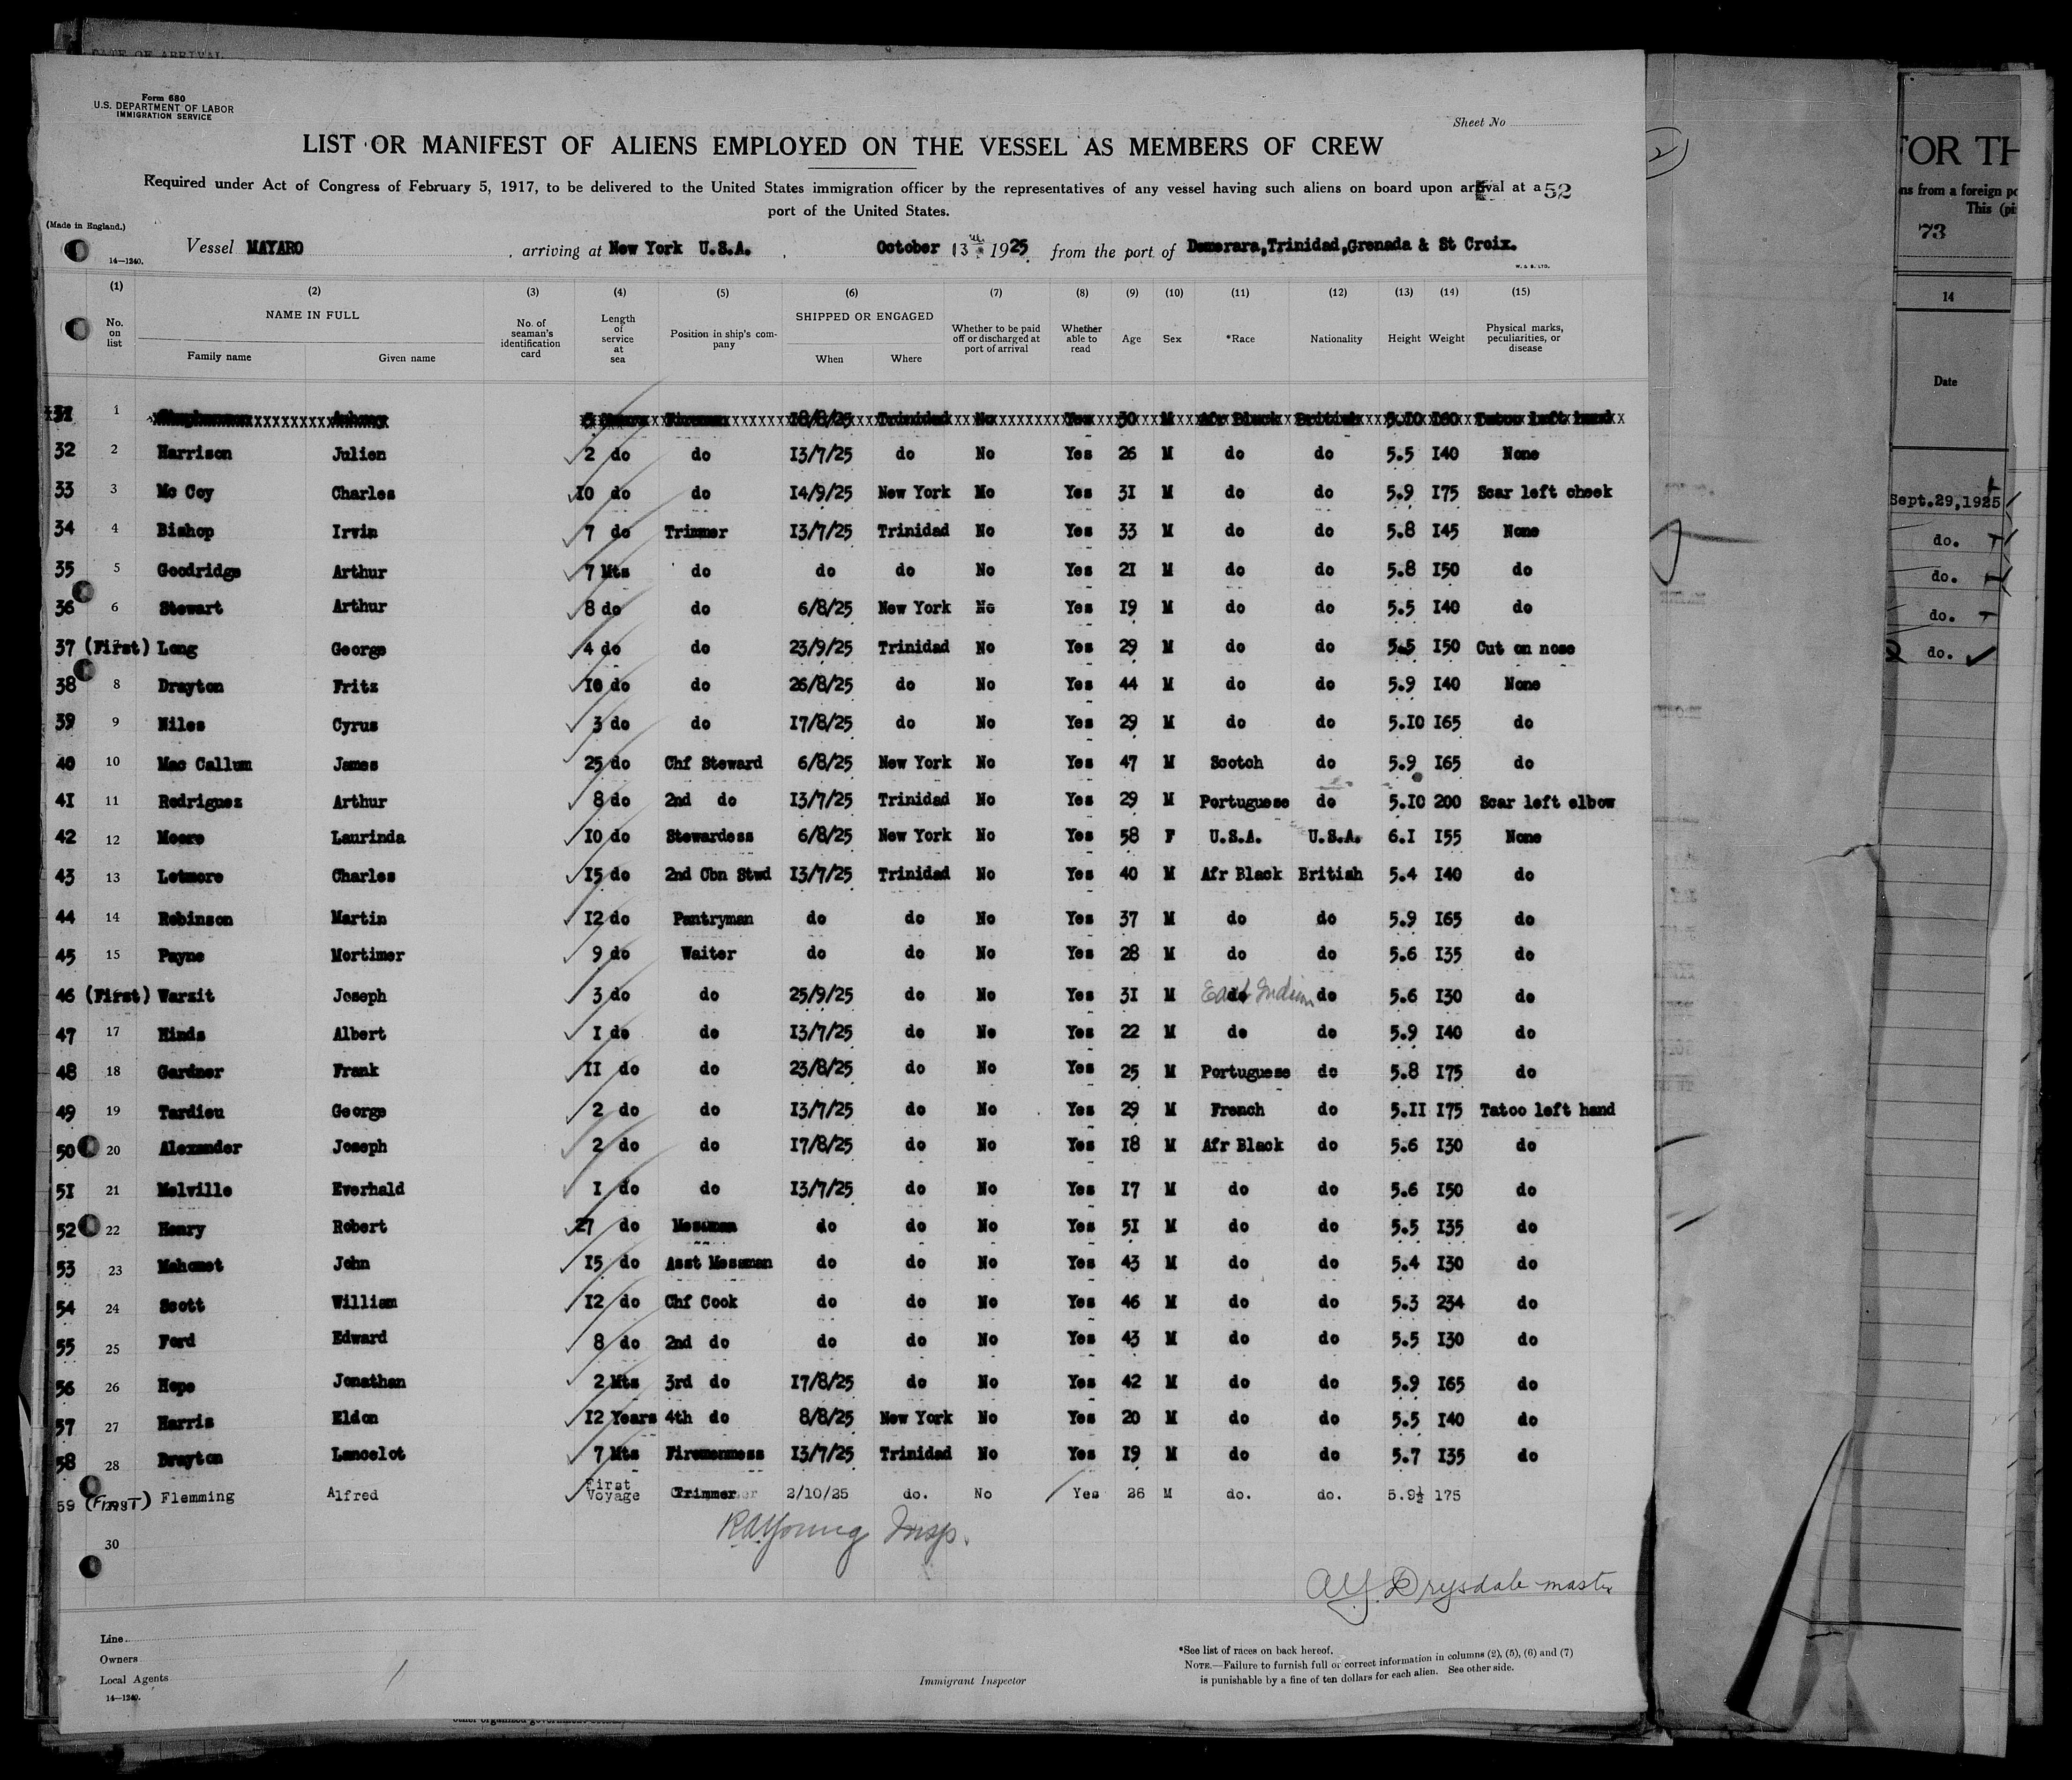 DATE OF ARRIVAL
Form 680
U.S. DEPARTMENT OF LABOR
IMMIGRATION SERVICE
Sheet No
LIST OR MANIFEST OF ALIENS EMPLOYED ON THE VESSEL AS MEMBERS OF CREW
Required under Act of Congress of February 5, 1917, to be delivered to the United States immigration officer by the representatives of any vessel having such aliens on board upon arrival at a 52
port of the United States.
(Made in England.)
Vessel MAYARO , arriving at New York U.S.A. , October 13th 1925 from the port of Demerara,Trinidad,Grenada & St Croix.
14—1240.
W. & S. LTD.
(1) (2) (3) (4) (5) (6) (7) (8) (9) (10) (11) (12) (13) (14) (15)
No. on list NAME IN FULL Family name Given name No. of seaman's identification card Length of service at sea Position in ship's company SHIPPED OR ENGAGED When Where Whether to be paid off or discharged at port of arrival Whether able to read Age Sex *Race Nationality Height Weight Physical marks, peculiarities, or disease
31 1 Fireman 18/8/25 Trinidad No Yes 30 M Afr Black British 5.10 Tatoo left hand
32 2 Harrison Julien 2 do do 13/7/25 do No Yes 26 M do do 5.5 140 None
33 3 Mc Coy Charles 10 do do 14/9/25 New York No Yes 31 M do do 5.9 175 Scar left cheek
34 4 Bishop Irvin 7 do Trimmer 13/7/25 Trinidad No Yes 33 M do do 5.8 145 None
35 5 Goodridge Arthur 7 Mts do do do No Yes 21 M do do 5.8 150 do
36 6 Stewart Arthur 8 do do 6/8/25 New York No Yes 19 M do do 5.5 140 do
37 (First) Long George 4 do do 23/9/25 Trinidad No Yes 29 M do do 5.5 150 Cut on nose
38 8 Drayton Fritz 10 do do 26/8/25 do No Yes 44 M do do 5.9 140 None
39 9 Niles Cyrus 3 do do 17/8/25 do No Yes 29 M do do 5.10 165 do
40 10 Mac Callum James 25 do Chf Steward 6/8/25 New York No Yes 47 M Scotch do 5.9 165 do
41 11 Rodriguez Arthur 8 do 2nd do 13/7/25 Trinidad No Yes 29 M Portuguese do 5.10 200 Scar left elbow
42 12 Moore Laurinda 10 do Stewardess 6/8/25 New York No Yes 58 F U.S.A. U.S.A. 6.1 155 None
43 13 Letmore Charles 15 do 2nd Cbn Stwd 13/7/25 Trinidad No Yes 40 M Afr Black British 5.4 140 do
44 14 Robinson Martin 12 do Pantryman do do No Yes 37 M do do 5.9 165 do
45 15 Payne Mortimer 9 do Waiter do do No Yes 28 M do do 5.6 135 do
46 (First) Warzit Joseph 3 do do 25/9/25 do No Yes 31 M do East Indian do 5.6 130 do
47 17 Hinds Albert 1 do do 13/7/25 do No Yes 22 M do do 5.9 140 do
48 18 Gardner Frank 11 do do 23/8/25 do No Yes 25 M Portuguese do 5.8 175 do
49 19 Tardieu George 2 do do 13/7/25 do No Yes 29 M French do 5.11 175 Tatoo left hand
50 20 Alexander Joseph 2 do do 17/8/25 do No Yes 18 M Afr Black do 5.6 130 do
51 21 Melville Everhald 1 do do 13/7/25 do No Yes 17 M do do 5.6 150 do
52 22 Henry Robert 27 do Messman do do No Yes 51 M do do 5.5 135 do
53 23 Mahomet John 15 do Asst Messman do do No Yes 43 M do do 5.4 130 do
54 24 Scott William 12 do Chf Cook do do No Yes 46 M do do 5.3 234 do
55 25 Ford Edward 8 do 2nd do do do No Yes 43 M do do 5.5 130 do
56 26 Hope Jonathan 2 Mts 3rd do 17/8/25 do No Yes 42 M do do 5.9 165 do
57 27 Harris Eldon 12 Years 4th do 8/8/25 New York No Yes 20 M do do 5.5 140 do
58 28 Drayton Lancelot 7 Mts Firemenmess 13/7/25 Trinidad No Yes 19 M do do 5.7 135 do
59 (FIRST) Flemming Alfred First Voyage Trimmer 2/10/25 do. No Yes 26 M do. do. 5.9½ 175
30
RAYoung Insp.
A.Y. Drysdale master
Line
Owners
Local Agents
14—1240.
Immigrant Inspector
*See list of races on back hereof.
NOTE.—Failure to furnish full or correct information in columns (2), (5), (6) and (7)
is punishable by a fine of ten dollars for each alien. See other side.
2)
FOR TH
ns from a foreign po
This (pi
73
14
Date
Sept.29,1925
do.
do.
do.
do.